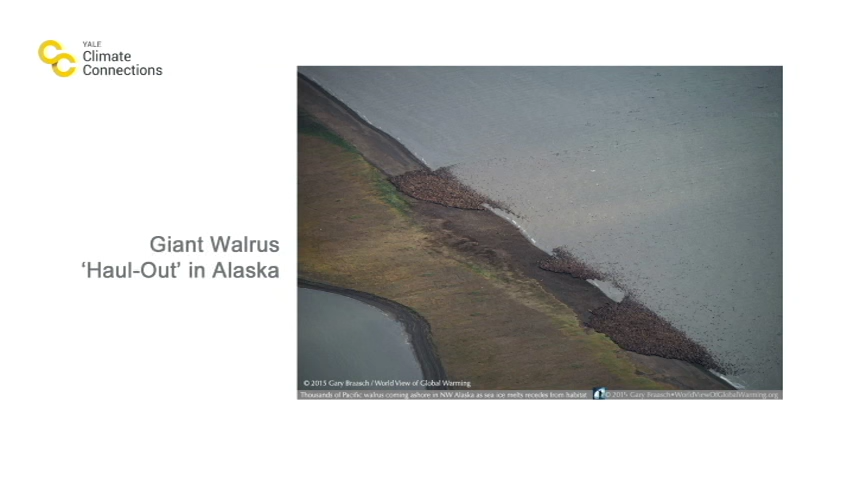 YALE
Climate
Connections
Giant Walrus
‘Haul-Out’ in Alaska
© 2015 Gary Braasch / World View of Global Warming
Thousands of Pacific walrus coming ashore in NW Alaska as sea ice melts recedes from habitat © 2015 Gary Braasch•WorldViewOfGlobalWarming.org